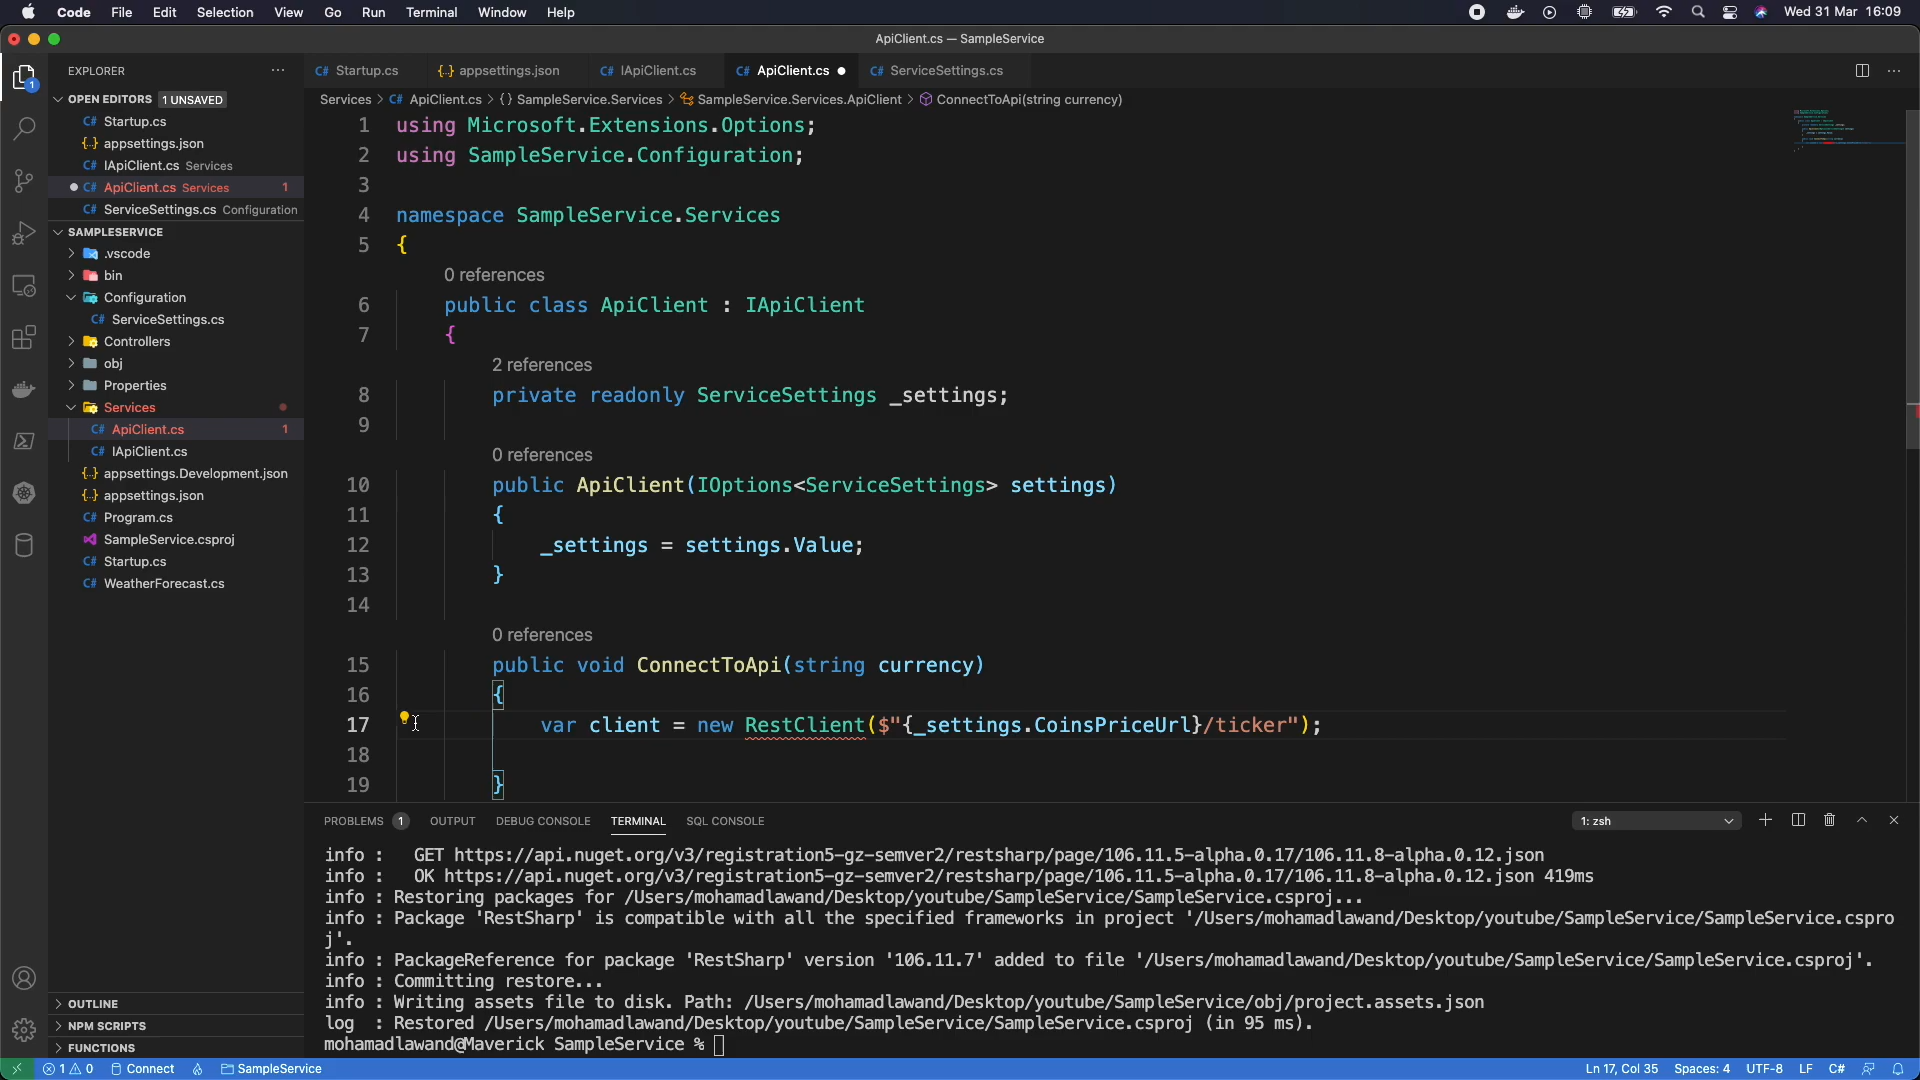 Code File Edit Selection View Go Run Terminal Window Help Wed 31 Mar 16:09
ApiClient.cs — SampleService
EXPLORER
C# Startup.cs {..} appsettings.json C# IApiClient.cs C# ApiClient.cs C# ServiceSettings.cs
OPEN EDITORS 1 UNSAVED
Services > C# ApiClient.cs > {} SampleService.Services > SampleService.Services.ApiClient > ConnectToApi(string currency)
1
C# Startup.cs
{..} appsettings.json
C# IApiClient.cs Services
C# ApiClient.cs Services 1
C# ServiceSettings.cs Configuration
SAMPLESERVICE
.vscode
bin
Configuration
C# ServiceSettings.cs
Controllers
obj
Properties
Services
C# ApiClient.cs 1
C# IApiClient.cs
{..} appsettings.Development.json
{..} appsettings.json
C# Program.cs
SampleService.csproj
C# Startup.cs
C# WeatherForecast.cs
OUTLINE
NPM SCRIPTS
FUNCTIONS
1 using Microsoft.Extensions.Options;
2 using SampleService.Configuration;
3
4 namespace SampleService.Services
5 {
0 references
6 public class ApiClient : IApiClient
7 {
2 references
8 private readonly ServiceSettings _settings;
9
0 references
10 public ApiClient(IOptions<ServiceSettings> settings)
11 {
12 _settings = settings.Value;
13 }
14
0 references
15 public void ConnectToApi(string currency)
16 {
17 var client = new RestClient($"{_settings.CoinsPriceUrl}/ticker");
18
19 }
PROBLEMS 1 OUTPUT DEBUG CONSOLE TERMINAL SQL CONSOLE 1: zsh
info : GET https://api.nuget.org/v3/registration5-gz-semver2/restsharp/page/106.11.5-alpha.0.17/106.11.8-alpha.0.12.json
info : OK https://api.nuget.org/v3/registration5-gz-semver2/restsharp/page/106.11.5-alpha.0.17/106.11.8-alpha.0.12.json 419ms
info : Restoring packages for /Users/mohamadlawand/Desktop/youtube/SampleService/SampleService.csproj...
info : Package 'RestSharp' is compatible with all the specified frameworks in project '/Users/mohamadlawand/Desktop/youtube/SampleService/SampleService.cspro
j'.
info : PackageReference for package 'RestSharp' version '106.11.7' added to file '/Users/mohamadlawand/Desktop/youtube/SampleService/SampleService.csproj'.
info : Committing restore...
info : Writing assets file to disk. Path: /Users/mohamadlawand/Desktop/youtube/SampleService/obj/project.assets.json
log : Restored /Users/mohamadlawand/Desktop/youtube/SampleService/SampleService.csproj (in 95 ms).
mohamadlawand@Maverick SampleService %
1 0 Connect SampleService Ln 17, Col 35 Spaces: 4 UTF-8 LF C#